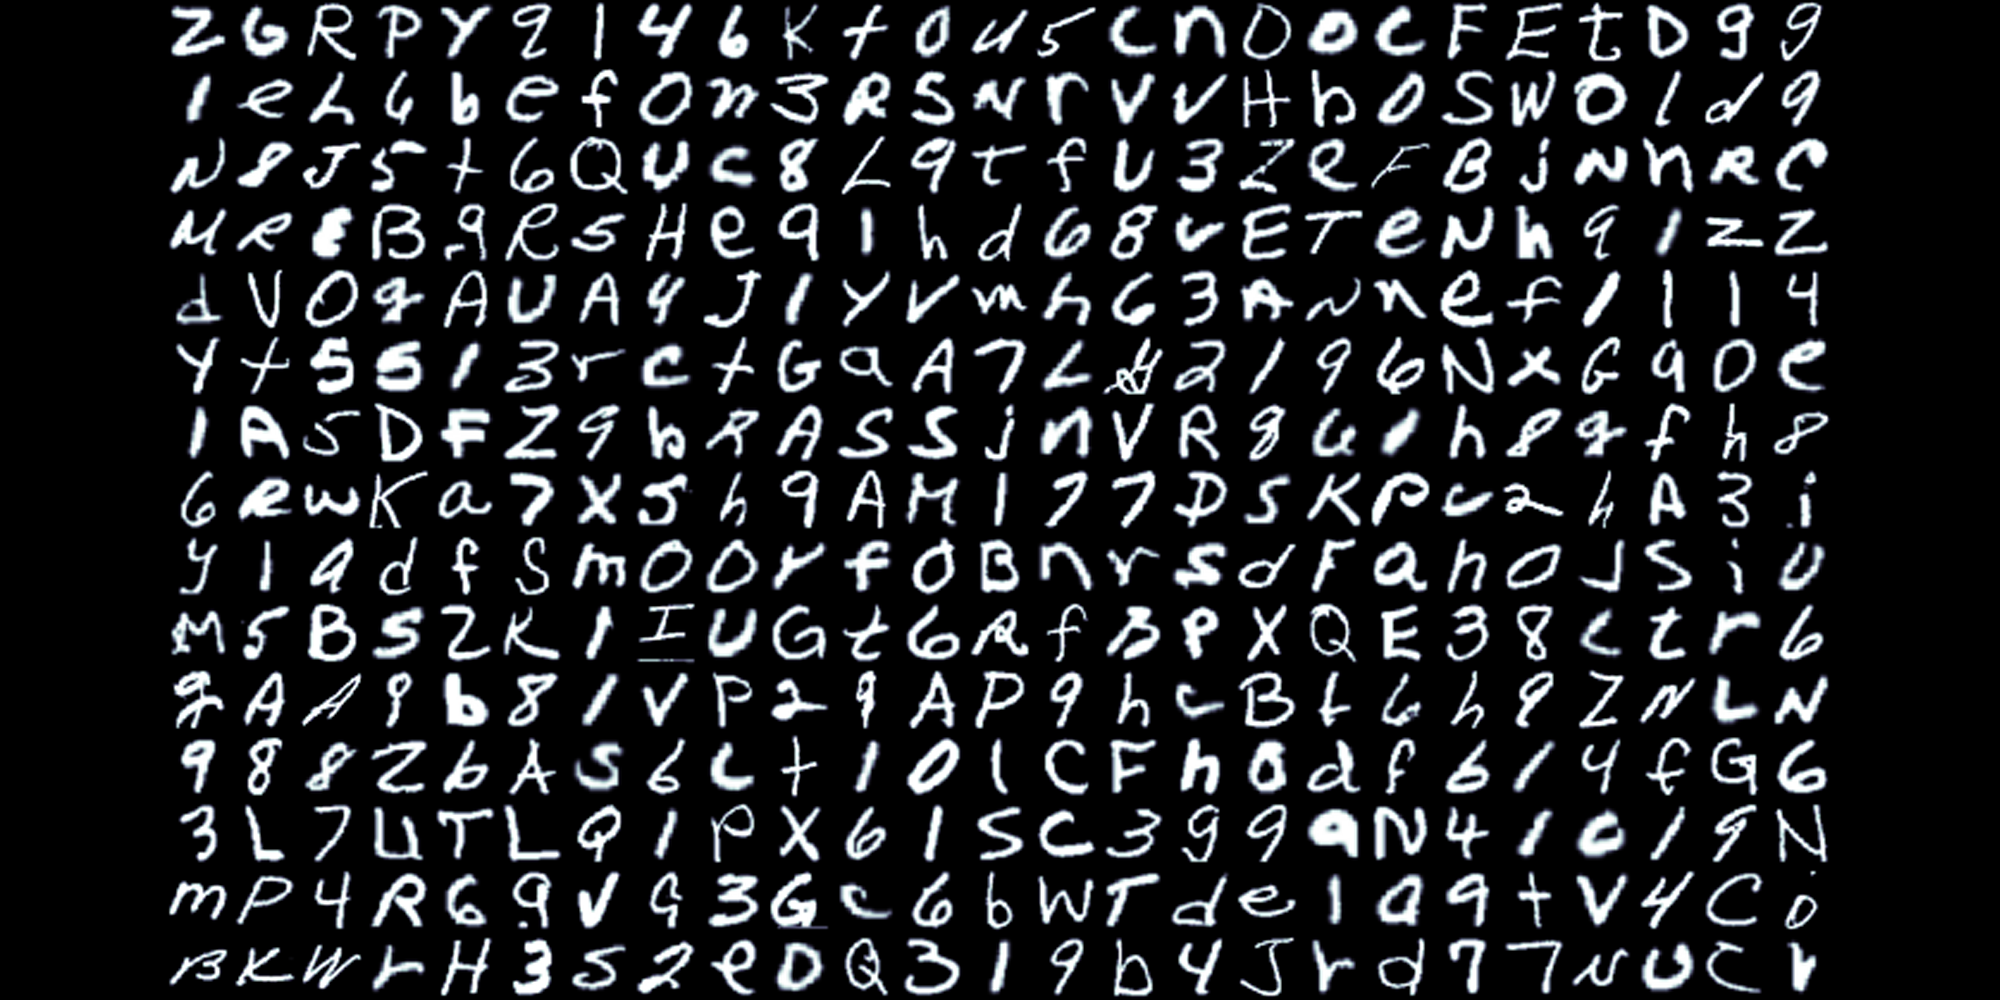 Z G R P Y 9 1 4 6 K t 0 U 5 C n O O C F E t D 9 9
1 e h 6 b e f O m 3 R S N r V V H b O S W O l d 9
N 8 J 5 t 6 Q U C 8 L 9 T f U 3 Z e F B j N n R C
M R E B 9 R S H e 9 1 h d 6 8 r E T e N h 9 1 Z Z
d V O 9 A U A 4 J 1 Y V m h G 3 A N n e f 1 1 1 4
Y t 5 S 1 3 r C t G a A 7 L 2 1 9 6 N X G 9 0 e
1 A 5 D F Z 9 b R A S S j n V R 8 G 1 h 8 9 f h 8
6 R W K a 7 X 5 h 9 A M 1 7 7 D S K P C 2 h A 3 i
Y 1 a d f S m O O r f O B n r S d F a h O J S i U
M 5 B S Z K 1 I U G t 6 R f B P X Q E 3 8 C t r 6
9 A A 9 b 8 1 V P 2 9 A P 9 h C B t 6 h 9 Z N L N
9 8 8 Z b A S 6 C t 1 0 1 C F h 0 d f 6 1 4 f G 6
3 L 7 U T L Q 1 P X 6 1 S C 3 9 9 9 N 4 1 0 1 9 N
m P 4 R 6 9 V G 3 G C 6 b W T d e 1 a 9 t V 4 C o
B K W r H 3 S 2 e D Q 3 1 9 b 4 J r d 7 7 N U C r